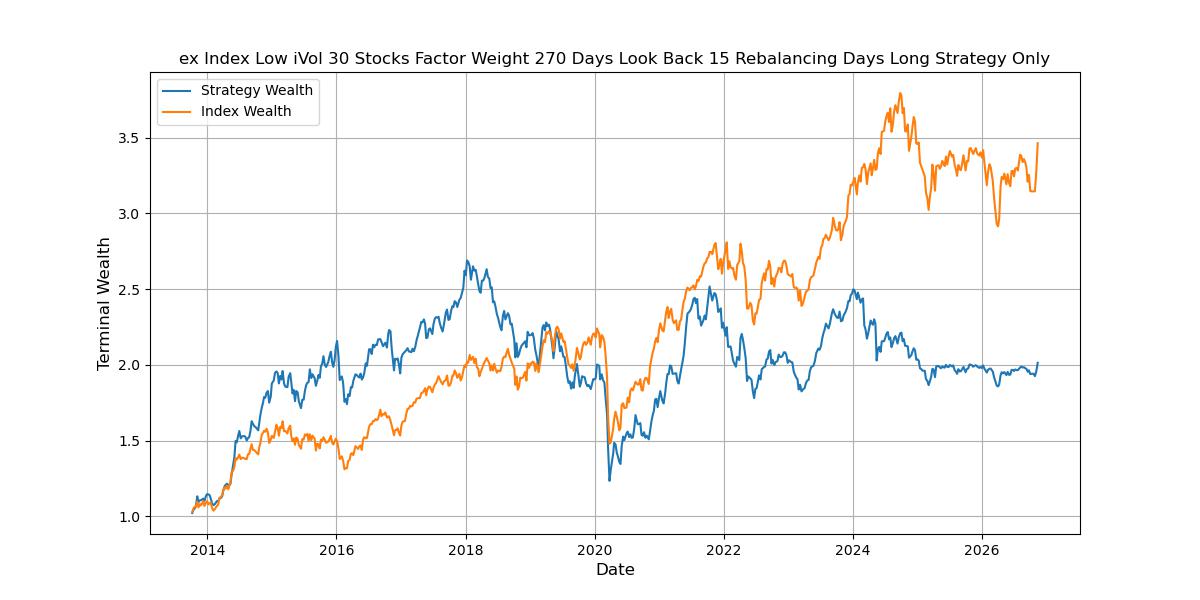 ex Index Low iVol 30 Stocks Factor Weight 270 Days Look Back 15 Rebalancing Days Long Strategy Only
Strategy Wealth
Index Wealth
3.5
3.0
2.5
2.0
1.5
1.0
Terminal Wealth
2014 2016 2018 2020 2022 2024 2026
Date